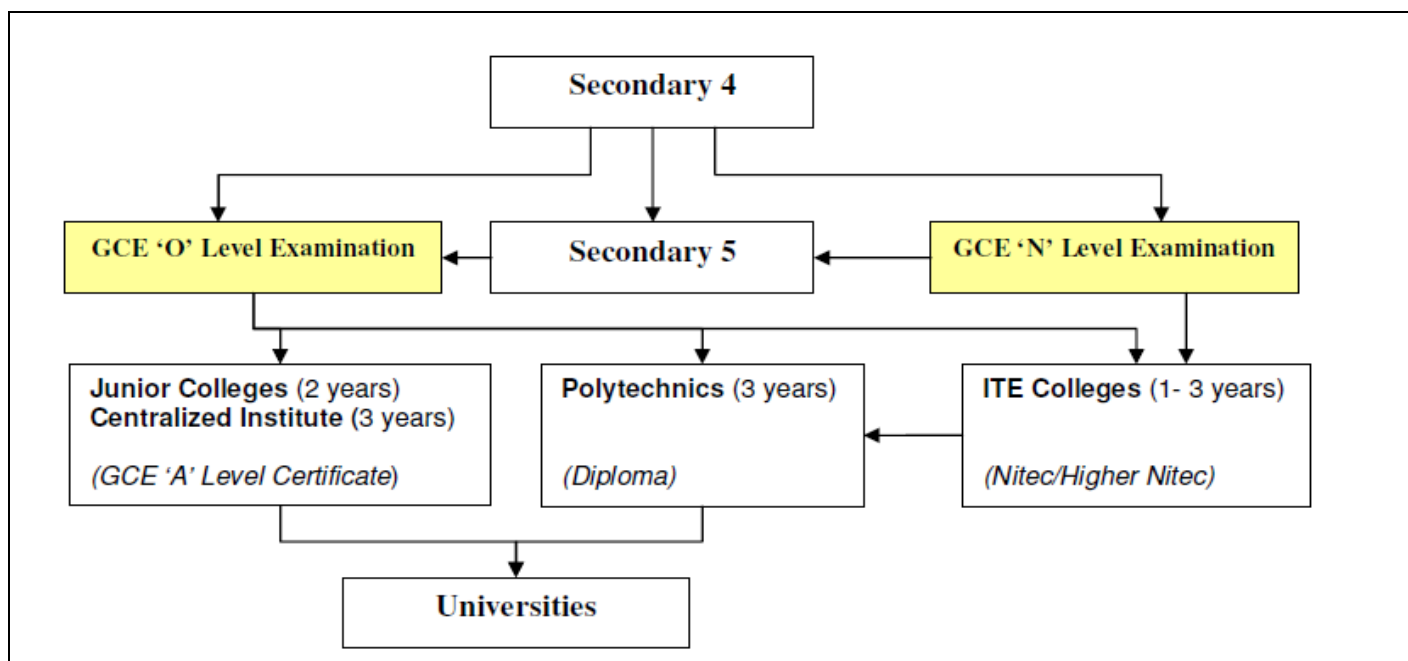 Secondary 4
GCE ‘O’ Level Examination
Secondary 5
GCE ‘N’ Level Examination
Junior Colleges (2 years)
Centralized Institute (3 years)
(GCE ‘A’ Level Certificate)
Polytechnics (3 years)
(Diploma)
ITE Colleges (1- 3 years)
(Nitec/Higher Nitec)
Universities